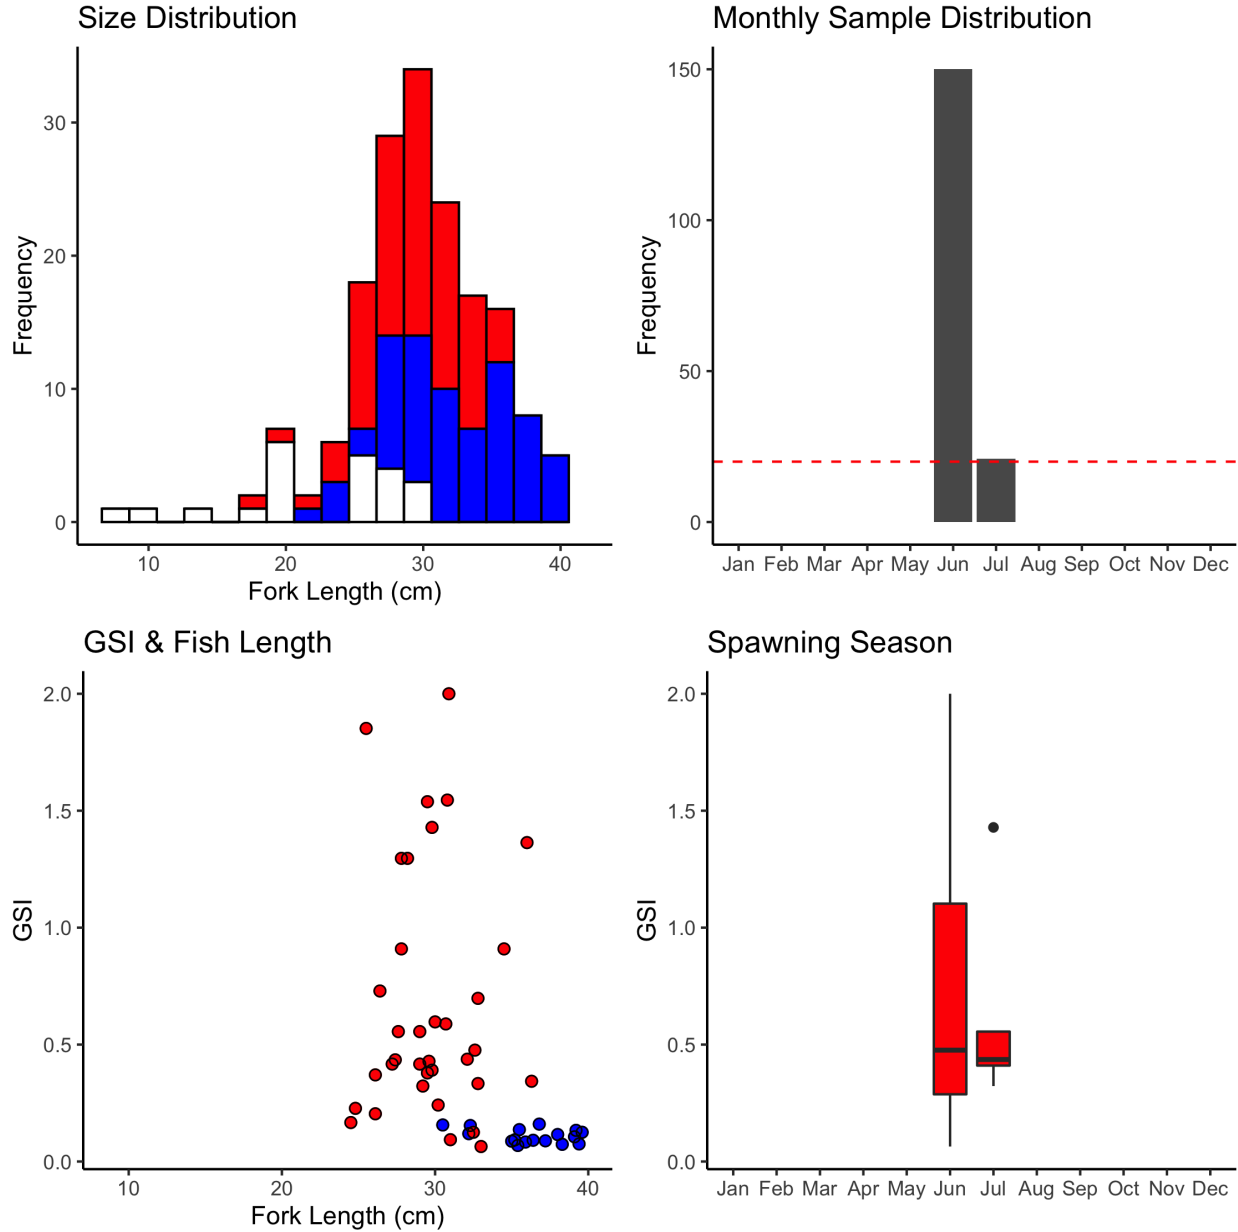 Size Distribution
Frequency
30
20
10
0
10 20 30 40
Fork Length (cm)
Monthly Sample Distribution
Frequency
150
100
50
0
Jan Feb Mar Apr May Jun Jul Aug Sep Oct Nov Dec
GSI & Fish Length
GSI
2.0
1.5
1.0
0.5
0.0
10 20 30 40
Fork Length (cm)
Spawning Season
GSI
2.0
1.5
1.0
0.5
0.0
Jan Feb Mar Apr May Jun Jul Aug Sep Oct Nov Dec